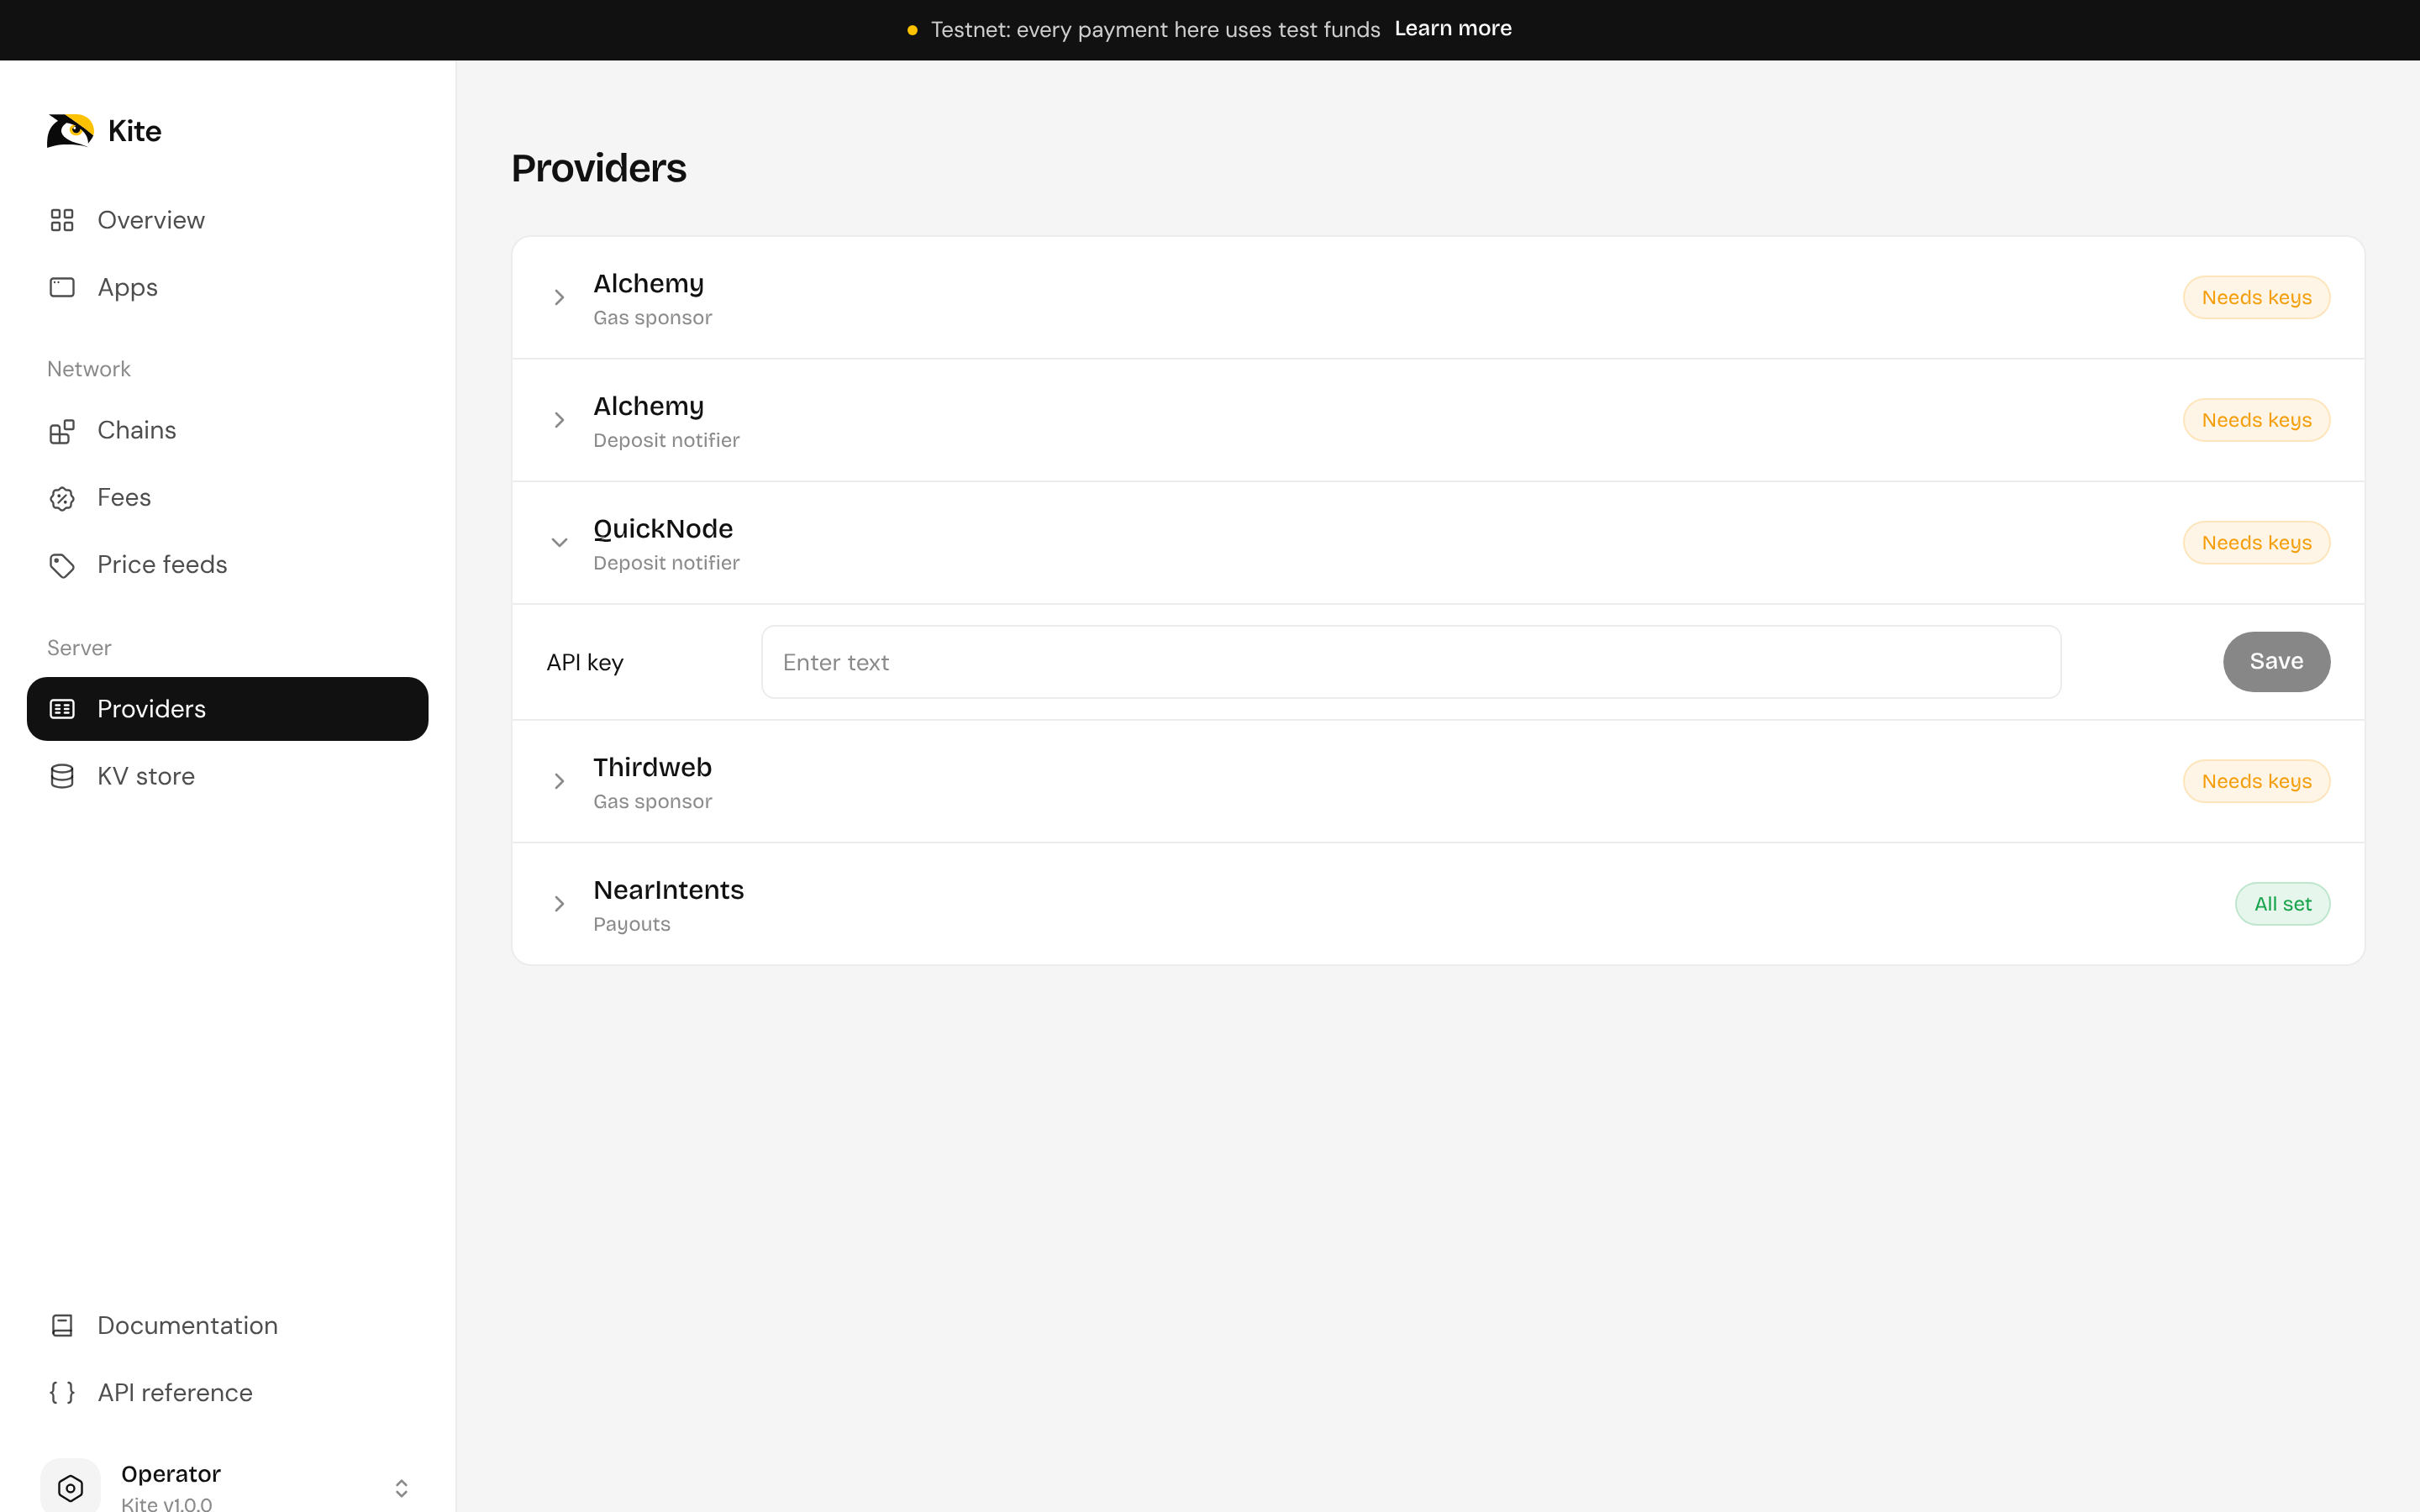 Testnet: every payment here uses test funds Learn more
Kite
Overview
Apps
Network
Chains
Fees
Price feeds
Server
Providers
KV store
Documentation
API reference
Operator
Kite v1.0.0
Providers
Alchemy
Gas sponsor
Needs keys
Alchemy
Deposit notifier
Needs keys
QuickNode
Deposit notifier
Needs keys
API key
Enter text
Save
Thirdweb
Gas sponsor
Needs keys
NearIntents
Payouts
All set